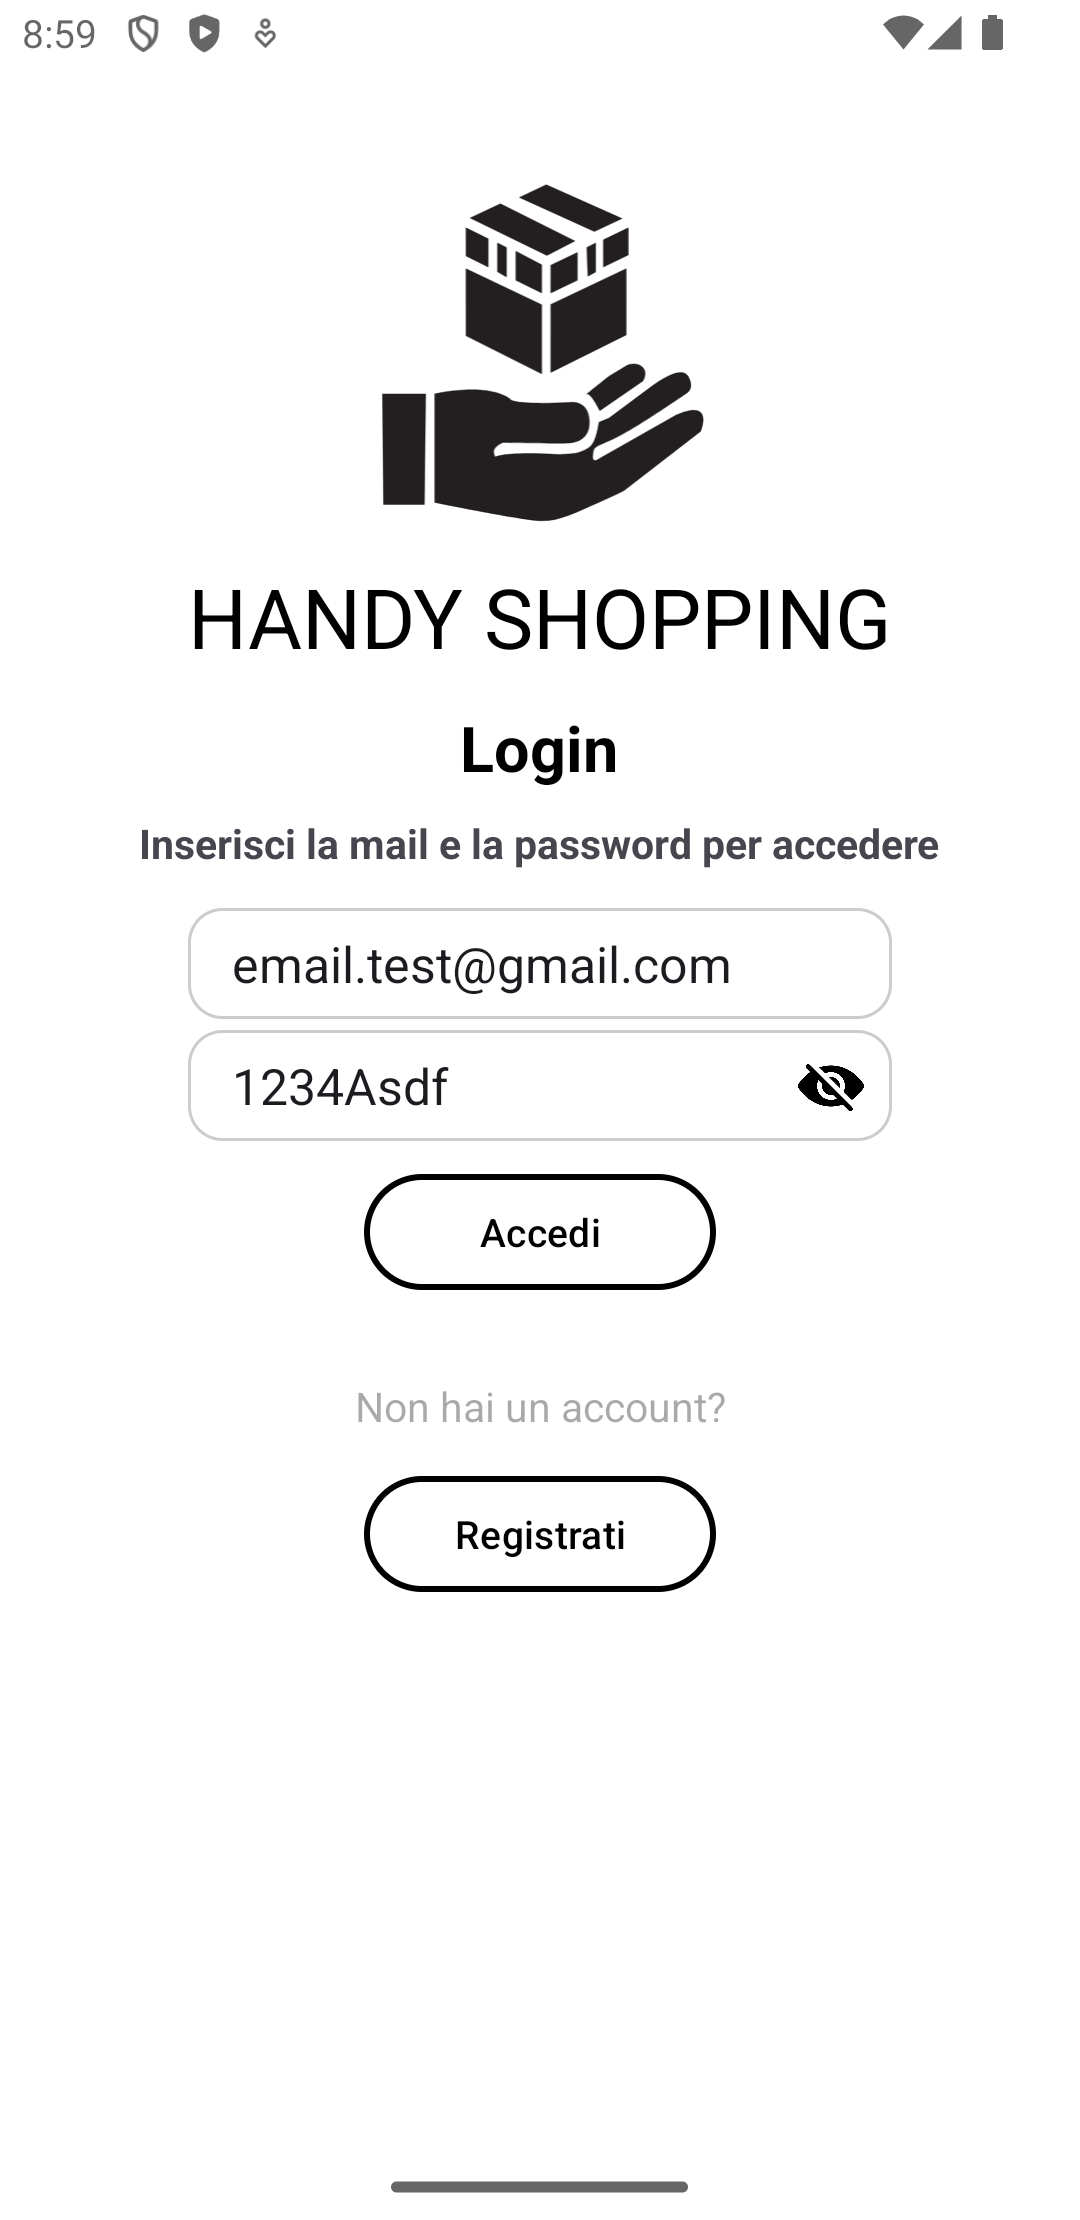 8:59
HANDY SHOPPING
Login
Inserisci la mail e la password per accedere
email.test@gmail.com
1234Asdf
Accedi
Non hai un account?
Registrati